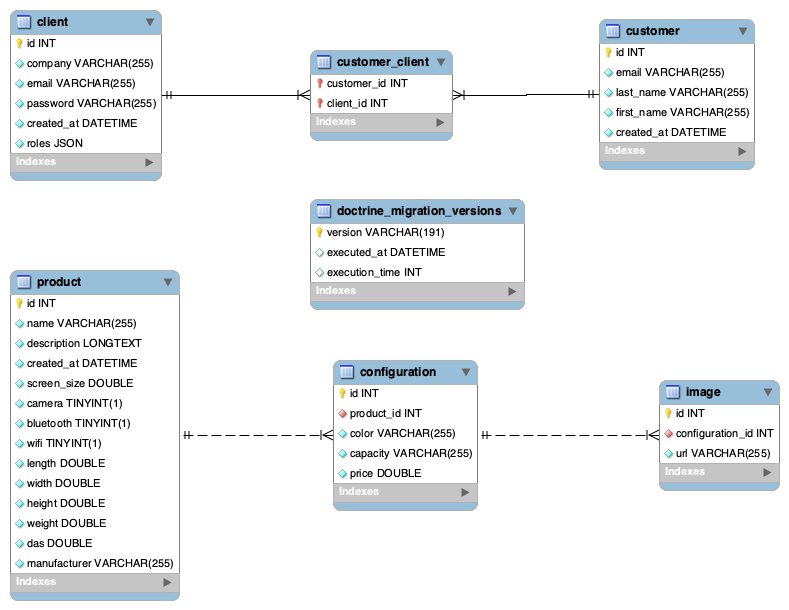 client
id INT
company VARCHAR(255)
email VARCHAR(255)
password VARCHAR(255)
created_at DATETIME
roles JSON
Indexes
customer_client
customer_id INT
client_id INT
Indexes
customer
id INT
email VARCHAR(255)
last_name VARCHAR(255)
first_name VARCHAR(255)
created_at DATETIME
Indexes
doctrine_migration_versions
version VARCHAR(191)
executed_at DATETIME
execution_time INT
Indexes
product
id INT
name VARCHAR(255)
description LONGTEXT
created_at DATETIME
screen_size DOUBLE
camera TINYINT(1)
bluetooth TINYINT(1)
wifi TINYINT(1)
length DOUBLE
width DOUBLE
height DOUBLE
weight DOUBLE
das DOUBLE
manufacturer VARCHAR(255)
Indexes
configuration
id INT
product_id INT
color VARCHAR(255)
capacity VARCHAR(255)
price DOUBLE
Indexes
image
id INT
configuration_id INT
url VARCHAR(255)
Indexes